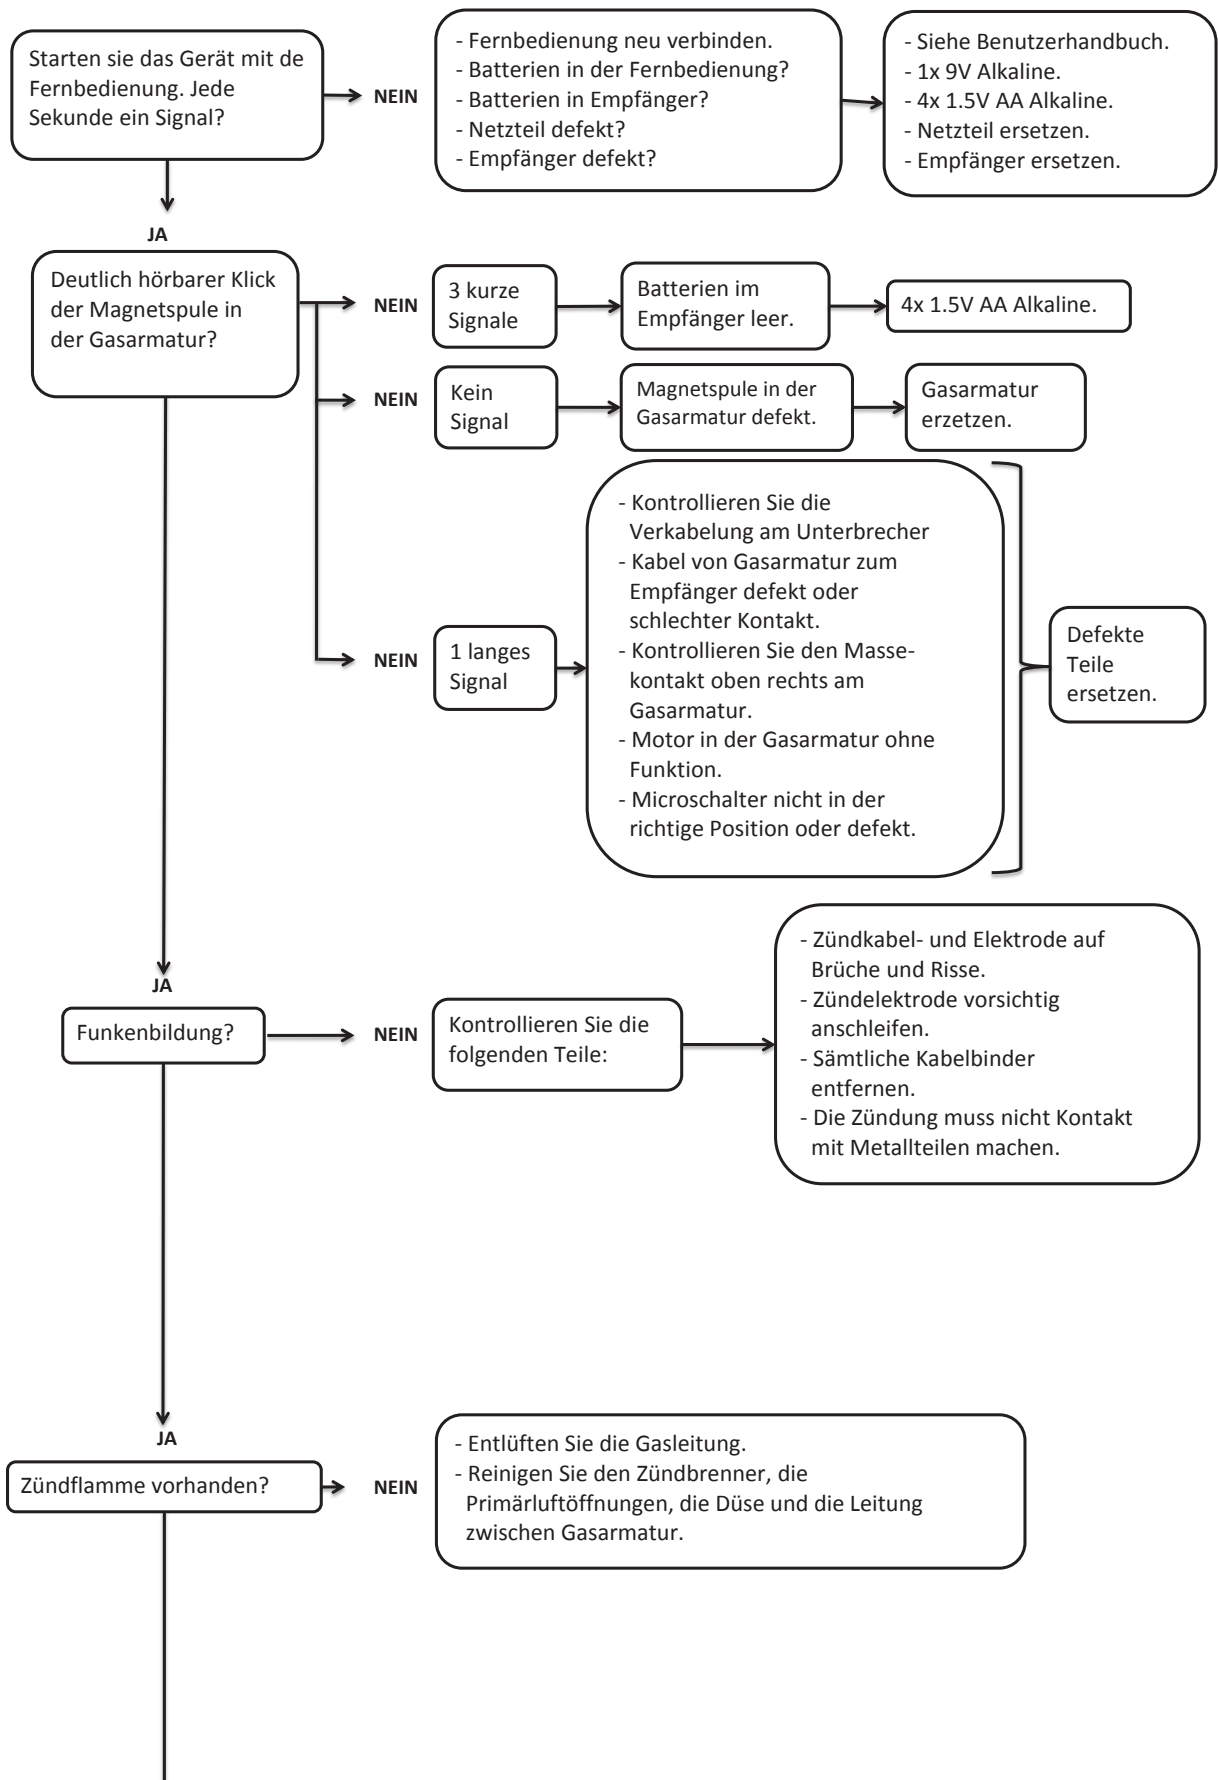 Starten sie das Gerät mit de
Fernbedienung. Jede
Sekunde ein Signal?
NEIN
- Fernbedienung neu verbinden.
- Batterien in der Fernbedienung?
- Batterien in Empfänger?
- Netzteil defekt?
- Empfänger defekt?
- Siehe Benutzerhandbuch.
- 1x 9V Alkaline.
- 4x 1.5V AA Alkaline.
- Netzteil ersetzen.
- Empfänger ersetzen.
JA
Deutlich hörbarer Klick
der Magnetspule in
der Gasarmatur?
NEIN
3 kurze
Signale
Batterien im
Empfänger leer.
4x 1.5V AA Alkaline.
NEIN
Kein
Signal
Magnetspule in der
Gasarmatur defekt.
Gasarmatur
erzetzen.
NEIN
1 langes
Signal
- Kontrollieren Sie die
Verkabelung am Unterbrecher
- Kabel von Gasarmatur zum
Empfänger defekt oder
schlechter Kontakt.
- Kontrollieren Sie den Masse-
kontakt oben rechts am
Gasarmatur.
- Motor in der Gasarmatur ohne
Funktion.
- Microschalter nicht in der
richtige Position oder defekt.
Defekte
Teile
ersetzen.
JA
Funkenbildung?
NEIN
Kontrollieren Sie die
folgenden Teile:
- Zündkabel- und Elektrode auf
Brüche und Risse.
- Zündelektrode vorsichtig
anschleifen.
- Sämtliche Kabelbinder
entfernen.
- Die Zündung muss nicht Kontakt
mit Metallteilen machen.
JA
Zündflamme vorhanden?
NEIN
- Entlüften Sie die Gasleitung.
- Reinigen Sie den Zündbrenner, die
Primärluftöffnungen, die Düse und die Leitung
zwischen Gasarmatur.